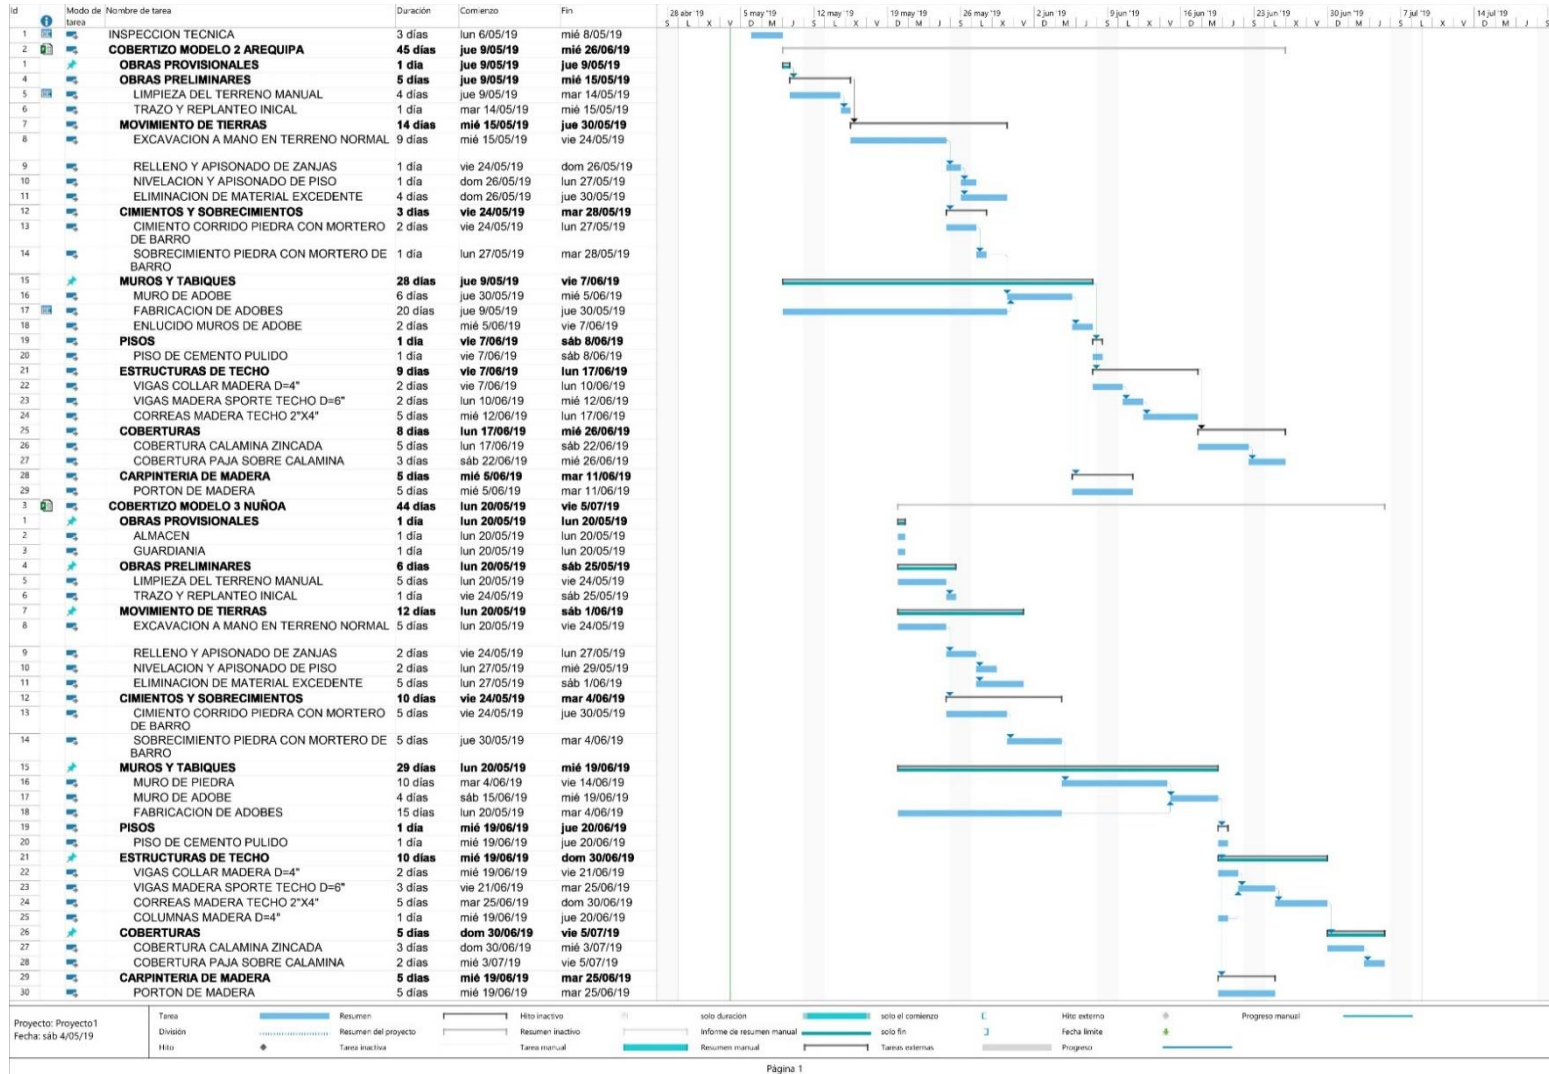 Id Modo de tarea Nombre de tarea Duración Comienzo Fin 28 abr '19 5 may '19 12 may '19 19 may '19 26 may '19 2 jun '19 9 jun '19 16 jun '19 23 jun '19 30 jun '19 7 jul '19 14 jul '19
S L X V D M J S L X V D M J S L X V D M J S L X V D M J S L X V D M J S L X V D M J S
1 INSPECCION TECNICA 3 días lun 6/05/19 mié 8/05/19
2 COBERTIZO MODELO 2 AREQUIPA 45 días jue 9/05/19 mié 26/06/19
1 OBRAS PROVISIONALES 1 día jue 9/05/19 jue 9/05/19
4 OBRAS PRELIMINARES 5 días jue 9/05/19 mié 15/05/19
5 LIMPIEZA DEL TERRENO MANUAL 4 días jue 9/05/19 mar 14/05/19
6 TRAZO Y REPLANTEO INICAL 1 día mar 14/05/19 mié 15/05/19
7 MOVIMIENTO DE TIERRAS 14 días mié 15/05/19 jue 30/05/19
8 EXCAVACION A MANO EN TERRENO NORMAL 9 días mié 15/05/19 vie 24/05/19
9 RELLENO Y APISONADO DE ZANJAS 1 día vie 24/05/19 dom 26/05/19
10 NIVELACION Y APISONADO DE PISO 1 día dom 26/05/19 lun 27/05/19
11 ELIMINACION DE MATERIAL EXCEDENTE 4 días dom 26/05/19 jue 30/05/19
12 CIMIENTOS Y SOBRECIMIENTOS 3 días vie 24/05/19 mar 28/05/19
13 CIMIENTO CORRIDO PIEDRA CON MORTERO 2 días vie 24/05/19 lun 27/05/19
DE BARRO
14 SOBRECIMIENTO PIEDRA CON MORTERO DE 1 día lun 27/05/19 mar 28/05/19
BARRO
15 MUROS Y TABIQUES 28 días jue 9/05/19 vie 7/06/19
16 MURO DE ADOBE 6 días jue 30/05/19 mié 5/06/19
17 FABRICACION DE ADOBES 20 días jue 9/05/19 jue 30/05/19
18 ENLUCIDO MUROS DE ADOBE 2 días mié 5/06/19 vie 7/06/19
19 PISOS 1 día vie 7/06/19 sáb 8/06/19
20 PISO DE CEMENTO PULIDO 1 día vie 7/06/19 sáb 8/06/19
21 ESTRUCTURAS DE TECHO 9 días vie 7/06/19 lun 17/06/19
22 VIGAS COLLAR MADERA D=4" 2 días vie 7/06/19 lun 10/06/19
23 VIGAS MADERA SPORTE TECHO D=6" 2 días lun 10/06/19 mié 12/06/19
24 CORREAS MADERA TECHO 2"X4" 5 días mié 12/06/19 lun 17/06/19
25 COBERTURAS 8 días lun 17/06/19 mié 26/06/19
26 COBERTURA CALAMINA ZINCADA 5 días lun 17/06/19 sáb 22/06/19
27 COBERTURA PAJA SOBRE CALAMINA 3 días sáb 22/06/19 mié 26/06/19
28 CARPINTERIA DE MADERA 5 días mié 5/06/19 mar 11/06/19
29 PORTON DE MADERA 5 días mié 5/06/19 mar 11/06/19
3 COBERTIZO MODELO 3 NUÑOA 44 días lun 20/05/19 vie 5/07/19
1 OBRAS PROVISIONALES 1 día lun 20/05/19 lun 20/05/19
2 ALMACEN 1 día lun 20/05/19 lun 20/05/19
3 GUARDIANIA 1 día lun 20/05/19 lun 20/05/19
4 OBRAS PRELIMINARES 6 días lun 20/05/19 sáb 25/05/19
5 LIMPIEZA DEL TERRENO MANUAL 5 días lun 20/05/19 vie 24/05/19
6 TRAZO Y REPLANTEO INICAL 1 día vie 24/05/19 sáb 25/05/19
7 MOVIMIENTO DE TIERRAS 12 días lun 20/05/19 sáb 1/06/19
8 EXCAVACION A MANO EN TERRENO NORMAL 5 días lun 20/05/19 vie 24/05/19
9 RELLENO Y APISONADO DE ZANJAS 2 días vie 24/05/19 lun 27/05/19
10 NIVELACION Y APISONADO DE PISO 2 días lun 27/05/19 mié 29/05/19
11 ELIMINACION DE MATERIAL EXCEDENTE 5 días lun 27/05/19 sáb 1/06/19
12 CIMIENTOS Y SOBRECIMIENTOS 10 días vie 24/05/19 mar 4/06/19
13 CIMIENTO CORRIDO PIEDRA CON MORTERO 5 días vie 24/05/19 jue 30/05/19
DE BARRO
14 SOBRECIMIENTO PIEDRA CON MORTERO DE 5 días jue 30/05/19 mar 4/06/19
BARRO
15 MUROS Y TABIQUES 29 días lun 20/05/19 mié 19/06/19
16 MURO DE PIEDRA 10 días mar 4/06/19 vie 14/06/19
17 MURO DE ADOBE 4 días sáb 15/06/19 mié 19/06/19
18 FABRICACION DE ADOBES 15 días lun 20/05/19 mar 4/06/19
19 PISOS 1 día mié 19/06/19 jue 20/06/19
20 PISO DE CEMENTO PULIDO 1 día mié 19/06/19 jue 20/06/19
21 ESTRUCTURAS DE TECHO 10 días mié 19/06/19 dom 30/06/19
22 VIGAS COLLAR MADERA D=4" 2 días mié 19/06/19 vie 21/06/19
23 VIGAS MADERA SPORTE TECHO D=6" 3 días vie 21/06/19 mar 25/06/19
24 CORREAS MADERA TECHO 2"X4" 5 días mar 25/06/19 dom 30/06/19
25 COLUMNAS MADERA D=4" 1 día mié 19/06/19 jue 20/06/19
26 COBERTURAS 5 días dom 30/06/19 vie 5/07/19
27 COBERTURA CALAMINA ZINCADA 3 días dom 30/06/19 mié 3/07/19
28 COBERTURA PAJA SOBRE CALAMINA 2 días mié 3/07/19 vie 5/07/19
29 CARPINTERIA DE MADERA 5 días mié 19/06/19 mar 25/06/19
30 PORTON DE MADERA 5 días mié 19/06/19 mar 25/06/19
Proyecto: Proyecto1
Fecha: sáb 4/05/19
Tarea Resumen Hito inactivo solo duración solo el comienzo Hito externo Progreso manual
División Resumen del proyecto Resumen inactivo Informe de resumen manual solo fin Fecha límite
Hito Tarea inactiva Tarea manual Resumen manual Tareas externas Progreso
Página 1